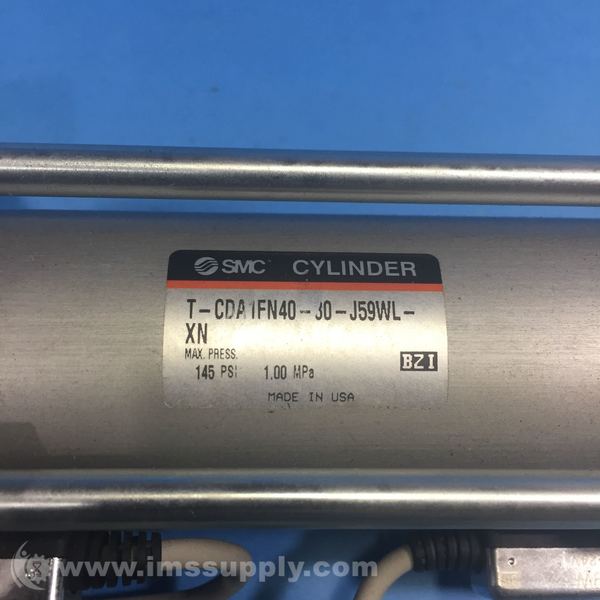 SMC CYLINDER
T-CDA1FN40-30-J59WL-
XN
MAX. PRESS.
145 PSI 1.00 MPa
BZI
MADE IN USA
www.imssupply.com